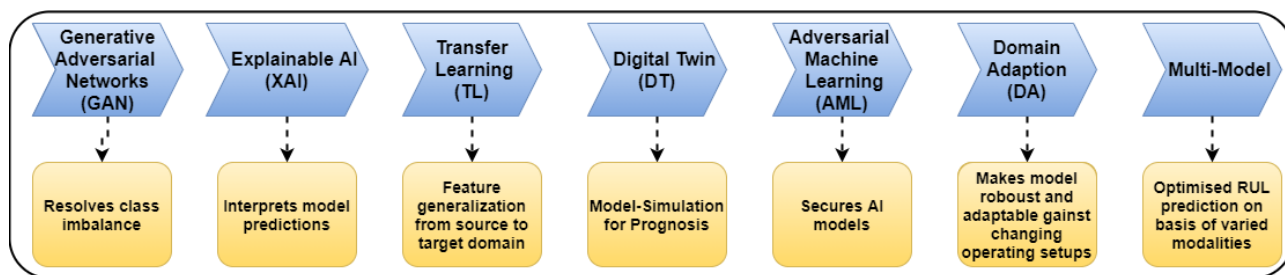 Generative
Adversarial
Networks
(GAN)
Explainable AI
(XAI)
Transfer
Learning
(TL)
Digital Twin
(DT)
Adversarial
Machine
Learning
(AML)
Domain
Adaption
(DA)
Multi-Model
Resolves class
imbalance
Interprets model
predictions
Feature
generalization
from source to
target domain
Model-Simulation
for Prognosis
Secures AI
models
Makes model
roboust and
adaptable gainst
changing
operating setups
Optimised RUL
prediction on
basis of varied
modalities